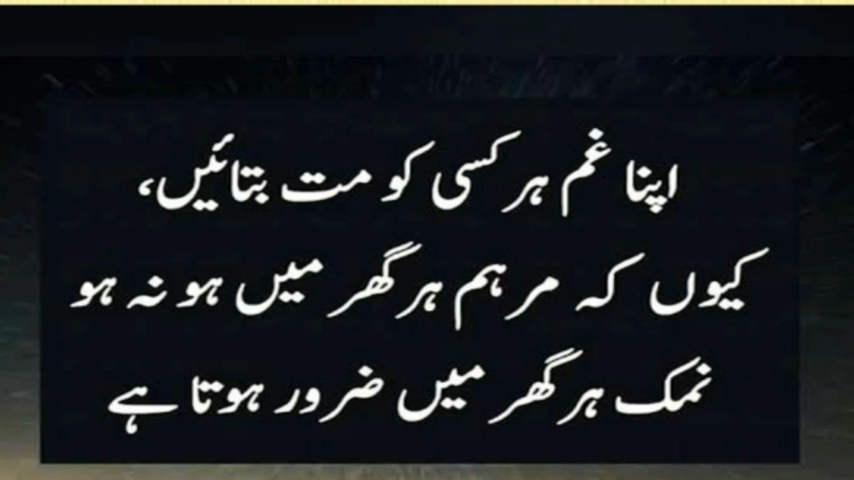 اپنا غم ہر کسی کو مت بتائیں،
کیوں کہ مرہم ہر گھر میں ہو نہ ہو
نمک ہر گھر میں ضرور ہوتا ہے